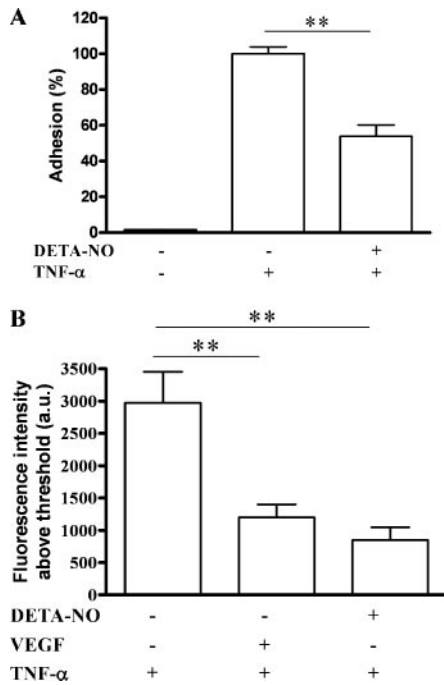 A
**
120
100
80
60
40
20
0
Adhesion (%)
DETA-NO - - +
TNF-α - + +
B
**
**
3500
3000
2500
2000
1500
1000
500
0
Fluorescence intensity
above threshold (a.u.)
DETA-NO - - +
VEGF - + -
TNF-α + + +